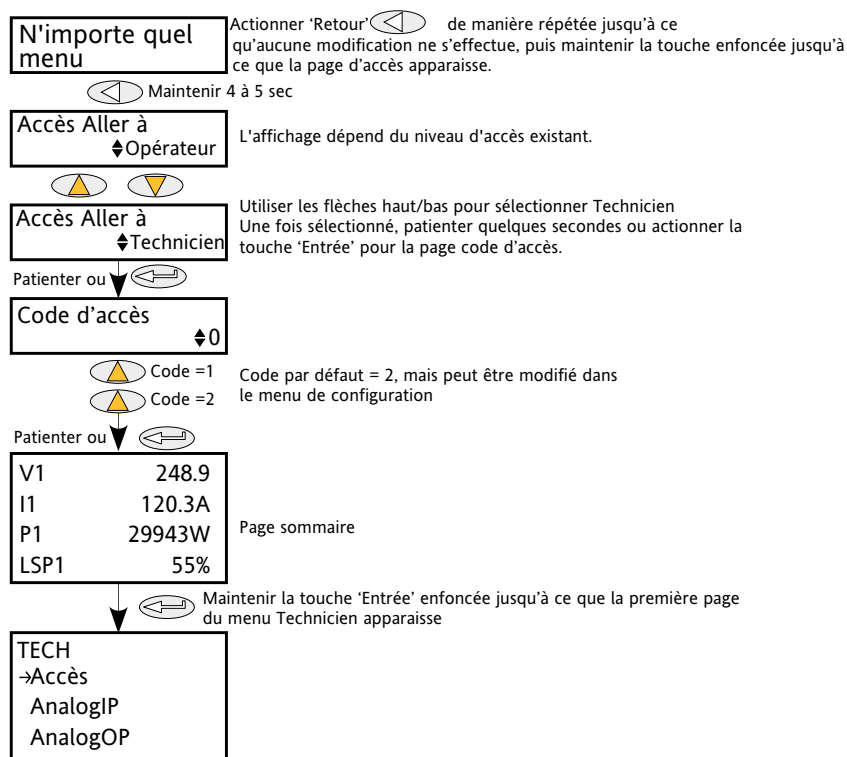 N'importe quel
menu
Actionner 'Retour' de manière répétée jusqu'à ce
qu'aucune modification ne s'effectue, puis maintenir la touche enfoncée jusqu'à
ce que la page d'accès apparaisse.
Maintenir 4 à 5 sec
Accès Aller à
Opérateur
L'affichage dépend du niveau d'accès existant.
Accès Aller à
Technicien
Utiliser les flèches haut/bas pour sélectionner Technicien
Une fois sélectionné, patienter quelques secondes ou actionner la
touche ‘Entrée’ pour la page code d'accès.
Patienter ou
Code d’accès
0
Code =1
Code =2
Code par défaut = 2, mais peut être modifié dans
le menu de configuration
Patienter ou
V1 248.9
I1 120.3A
P1 29943W
LSP1 55%
Page sommaire
Maintenir la touche ‘Entrée’ enfoncée jusqu’à ce que la première page
du menu Technicien apparaisse
TECH
→Accès
AnalogIP
AnalogOP